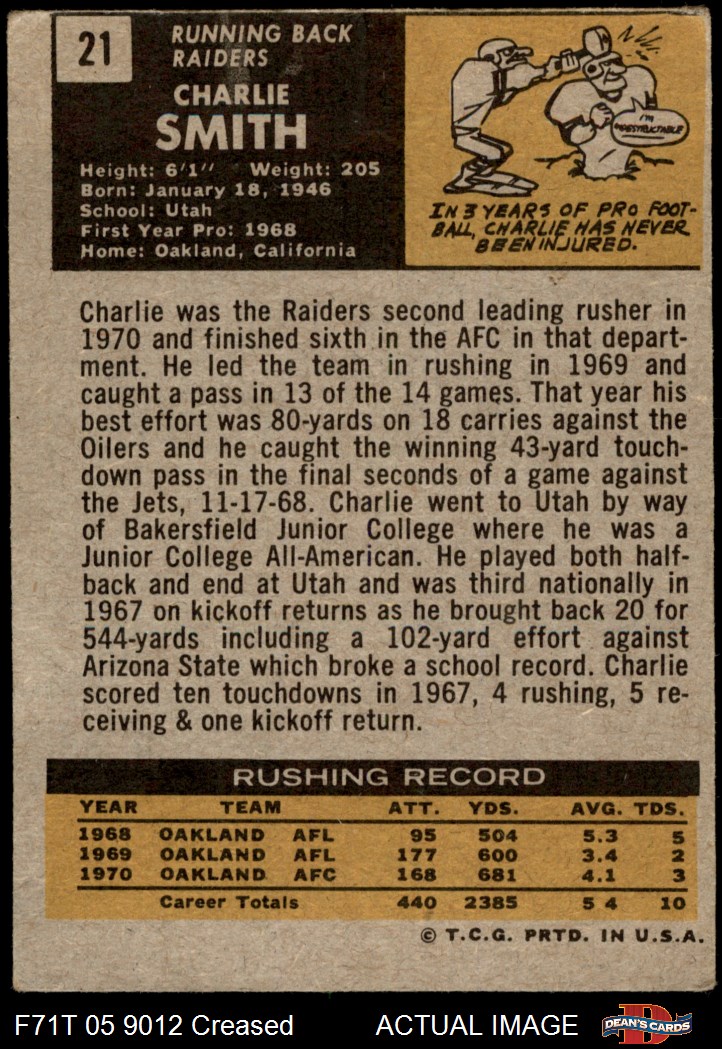 21
RUNNING BACK
RAIDERS
CHARLIE
SMITH
Height: 6'1" Weight: 205
Born: January 18, 1946
School: Utah
First Year Pro: 1968
Home: Oakland, California
I'M
INDESTRUCTABLE
IN 3 YEARS OF PRO FOOT-
BALL, CHARLIE HAS NEVER
BEEN INJURED.
Charlie was the Raiders second leading rusher in
1970 and finished sixth in the AFC in that depart-
ment. He led the team in rushing in 1969 and
caught a pass in 13 of the 14 games. That year his
best effort was 80-yards on 18 carries against the
Oilers and he caught the winning 43-yard touch-
down pass in the final seconds of a game against
the Jets, 11-17-68. Charlie went to Utah by way
of Bakersfield Junior College where he was a
Junior College All-American. He played both half-
back and end at Utah and was third nationally in
1967 on kickoff returns as he brought back 20 for
544-yards including a 102-yard effort against
Arizona State which broke a school record. Charlie
scored ten touchdowns in 1967, 4 rushing, 5 re-
ceiving & one kickoff return.
RUSHING RECORD
YEAR TEAM ATT. YDS. AVG. TDS.
1968 OAKLAND AFL 95 504 5.3 5
1969 OAKLAND AFL 177 600 3.4 2
1970 OAKLAND AFC 168 681 4.1 3
Career Totals 440 2385 5 4 10
© T.C.G. PRTD. IN U.S.A.
F71T 05 9012 Creased ACTUAL IMAGE
D
DEAN'S CARDS